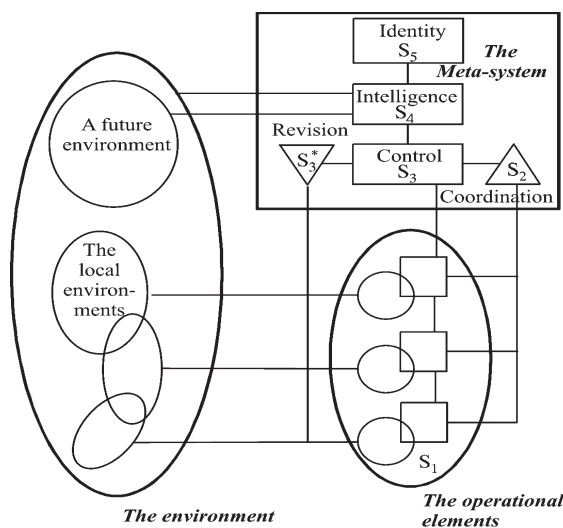 Identity
S5
The
Meta-system
Intelligence
S4
A future
environment
Revision
S3*
Control
S3
S2
Coordination
The
local
environ-
ments
S1
The environment
The operational
elements